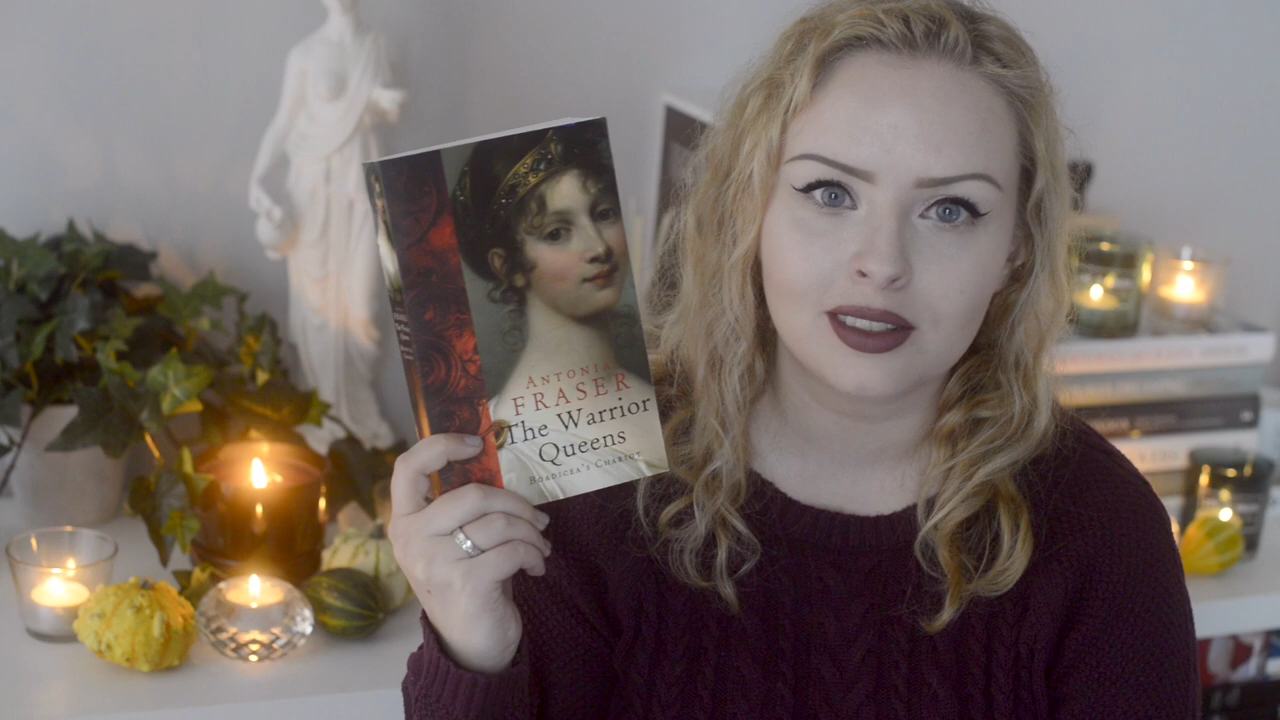 ANTONIA
FRASER
The Warrior
Queens
BOADICEA'S CHARIOT